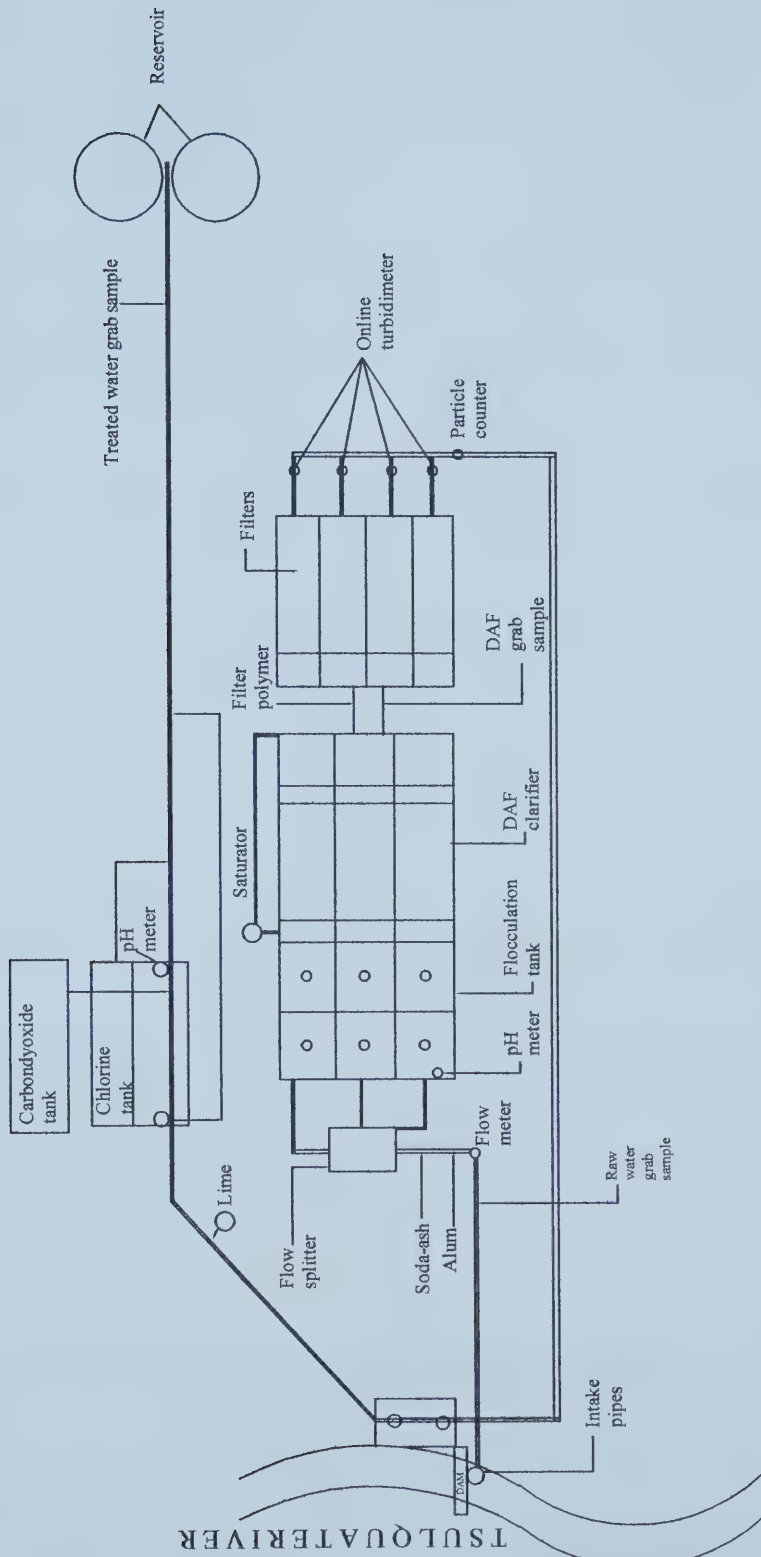 Reservoir
Treated water grab sample
Online
turbidimeter
Particle
counter
Filters
Filter
polymer
DAF
grab
sample
Saturator
DAF
clarifier
Flocculation
tank
pH
meter
Carbondyoxide
tank
Chlorine
tank
pH
meter
Lime
Flow
splitter
Soda-ash
Alum
Flow
meter
Raw
water
grab
sample
Intake
pipes
DAM
TSULQUATERIVER